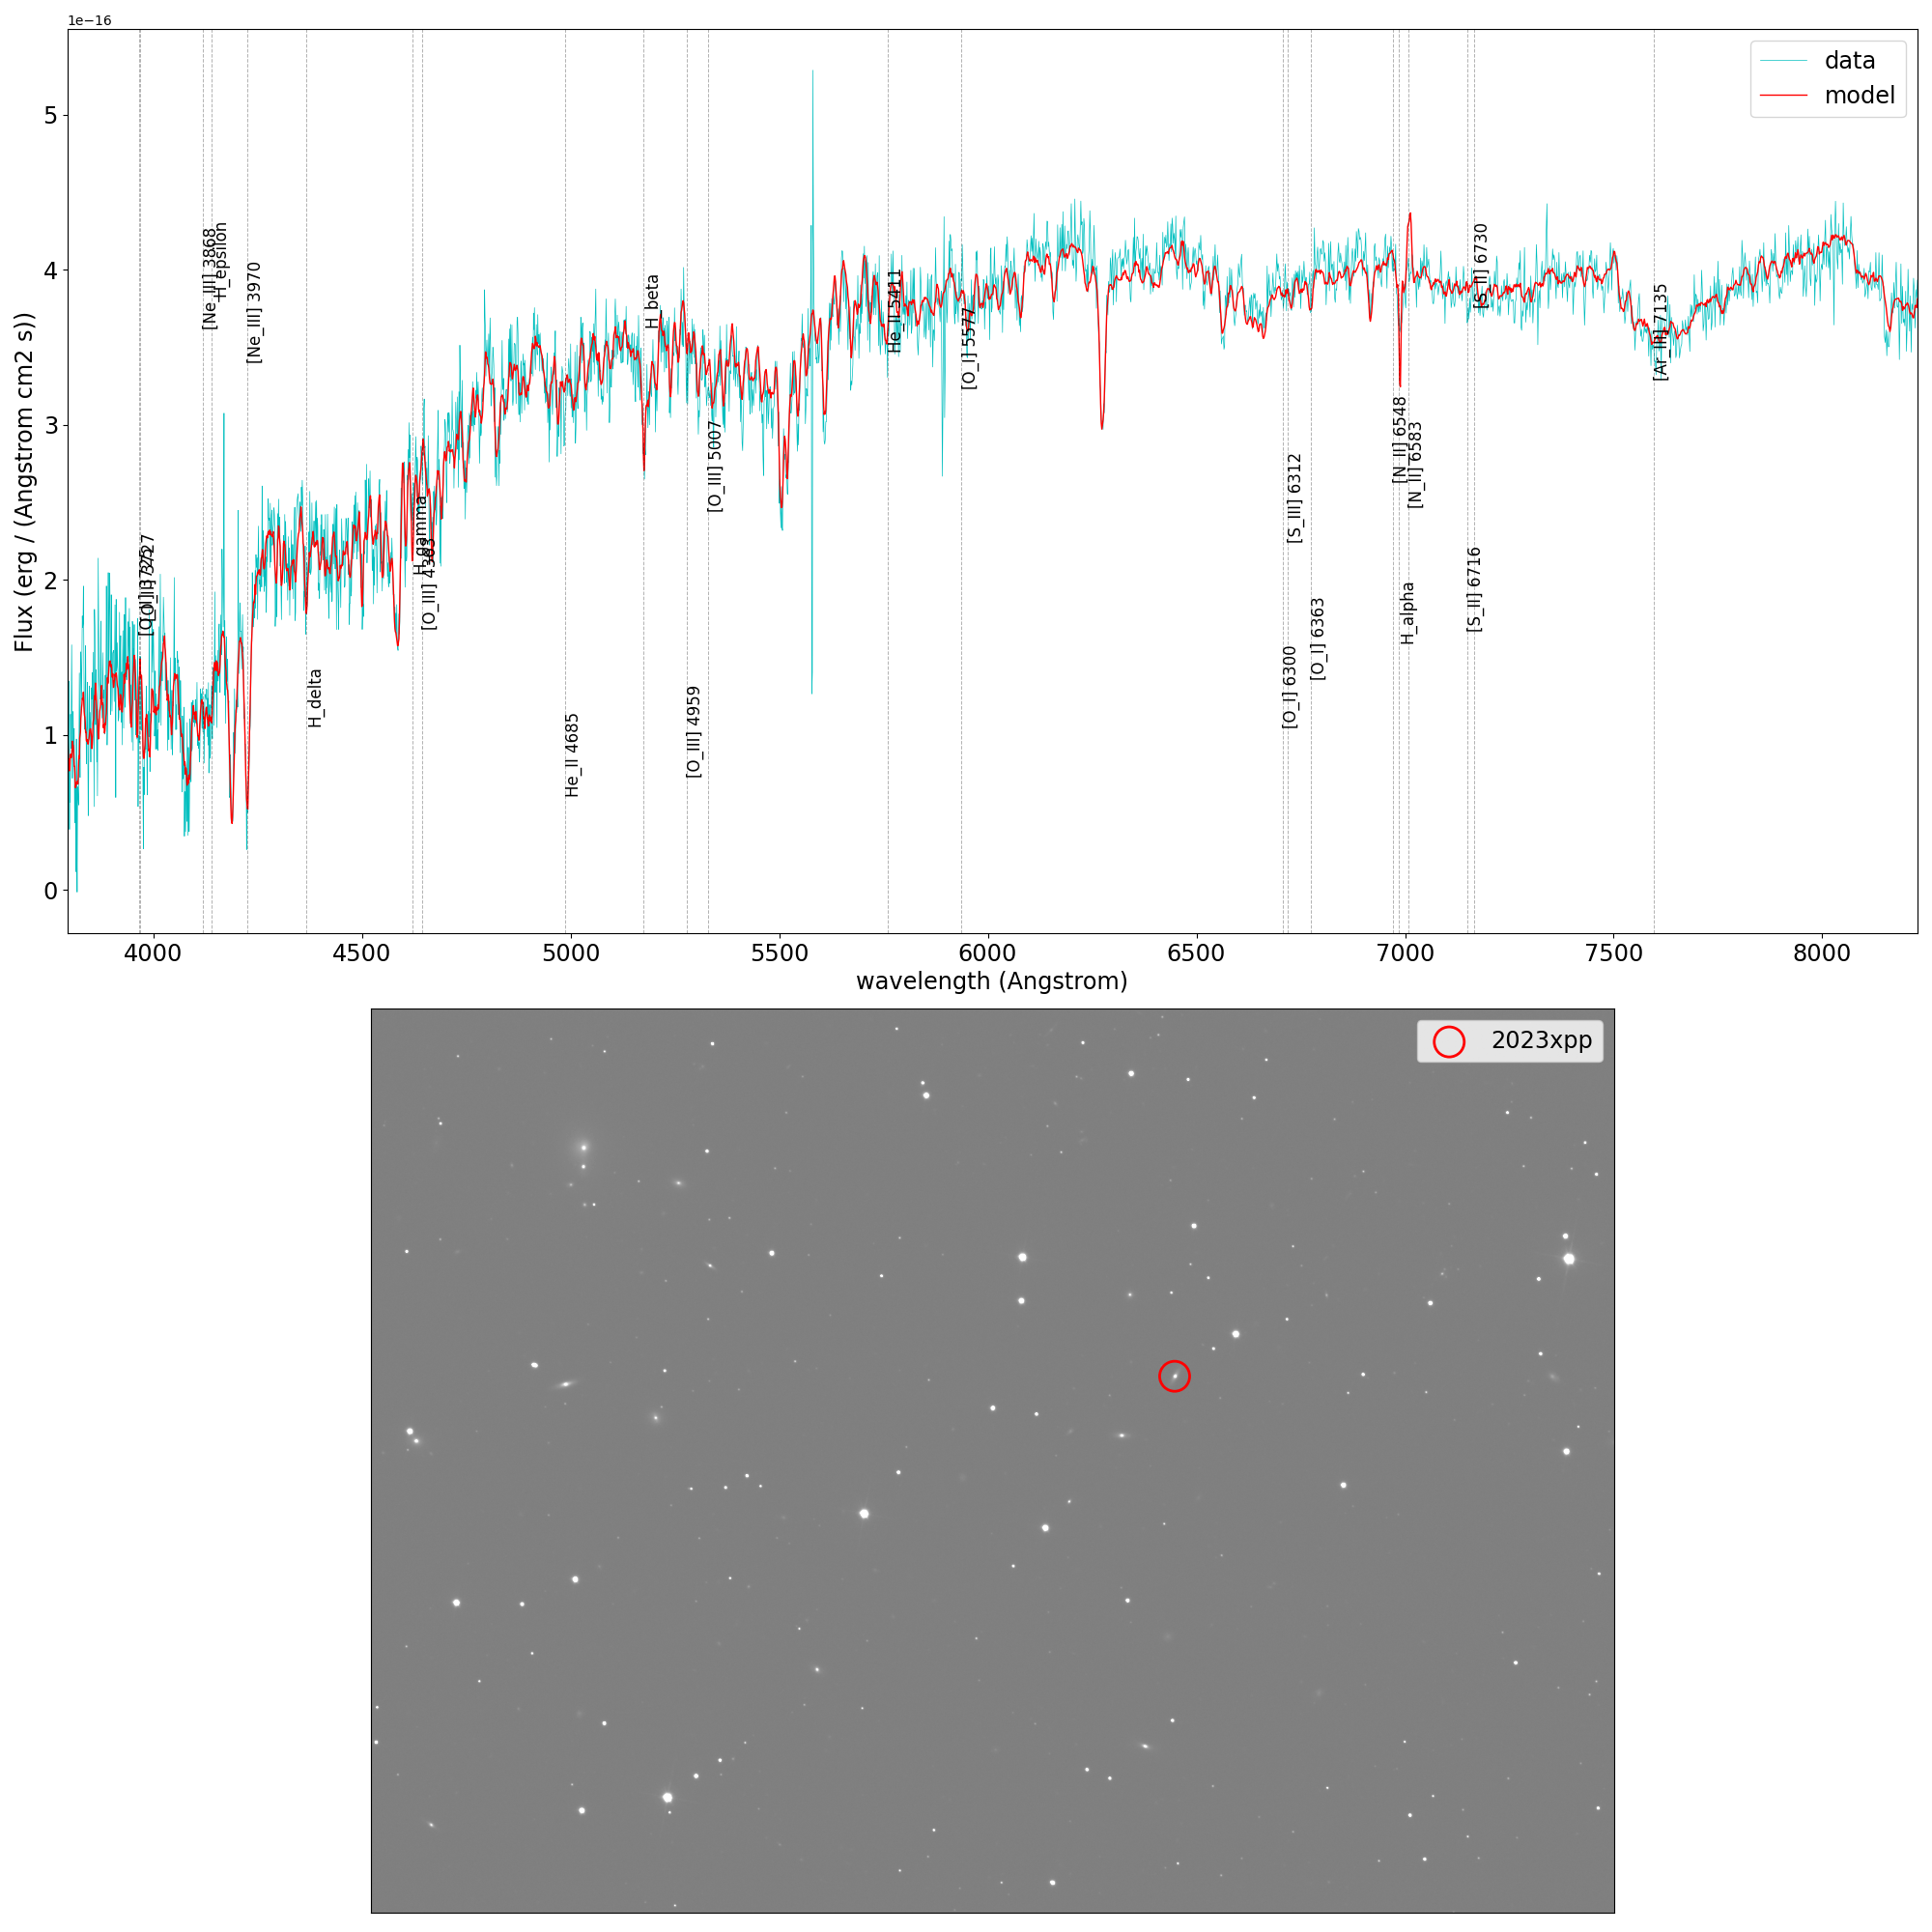 1e−16
data
model
5
4
3
2
1
0
Flux (erg / (Angstrom cm2 s))
[O_II] 3727
[Ne_III] 3868
H_epsilon
[Ne_III] 3970
H_delta
H_gamma
[O_III] 4363
He_II 4685
H_beta
[O_III] 4959
[O_III] 5007
He_II 5411
[O_I] 5577
[O_I] 6300
[S_III] 6312
[O_I] 6363
[N_II] 6548
H_alpha
[N_II] 6583
[S_II] 6716
[S_II] 6730
[Ar_III] 7135
4000 4500 5000 5500 6000 6500 7000 7500 8000
wavelength (Angstrom)
2023xpp